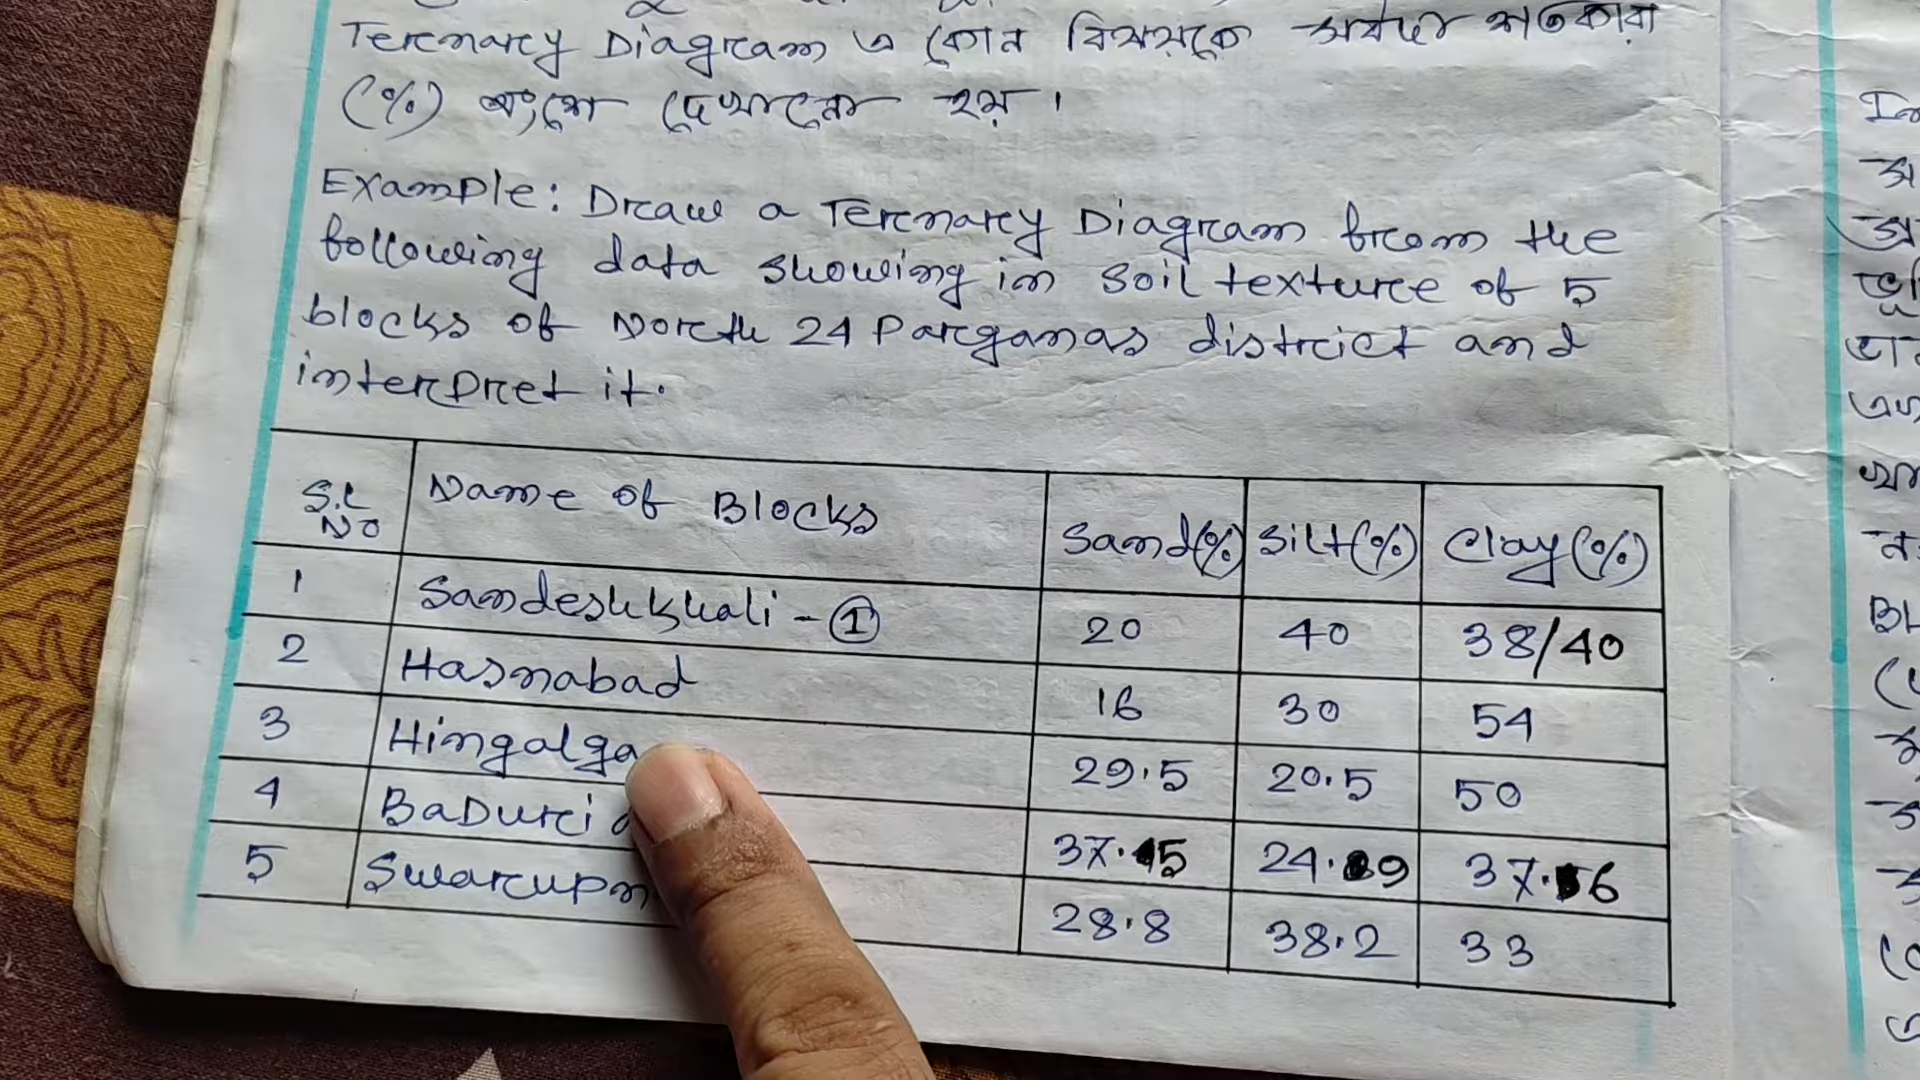 Ternary Diagram এ কোন বিষয়কে সর্বদা শতকরা
(%) অংশে দেখানো হয়।
Example: Draw a Ternary Diagram from the
following data showing in soil texture of 5
blocks of North 24 Parganas district and
interpret it.
S.L No Name of Blocks Sand(%) Silt(%) Clay(%)
1 Sandeshkhali - ① 20 40 38/40
2 Hasnabad 16 30 54
3 Hingalga 29.5 20.5 50
4 Baduri 37.45 24.89 37.56
5 Swarupn 28.8 38.2 33